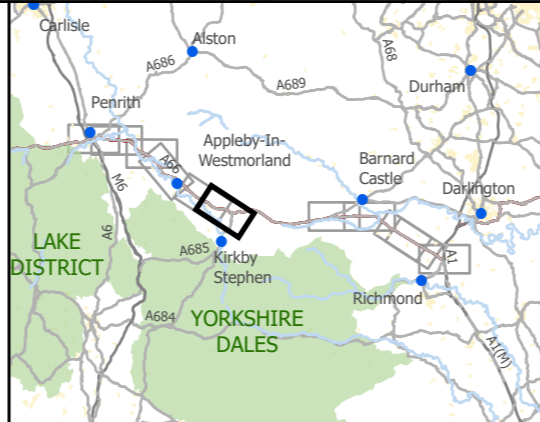 Carlisle
Alston
A68
A686
A689
Durham
Penrith
Appleby-In-
Westmorland
A66
Barnard
Castle
Darlington
M6
A6
LAKE
DISTRICT
A685
Kirkby
Stephen
A1
Richmond
A684
YORKSHIRE
DALES
A1(M)